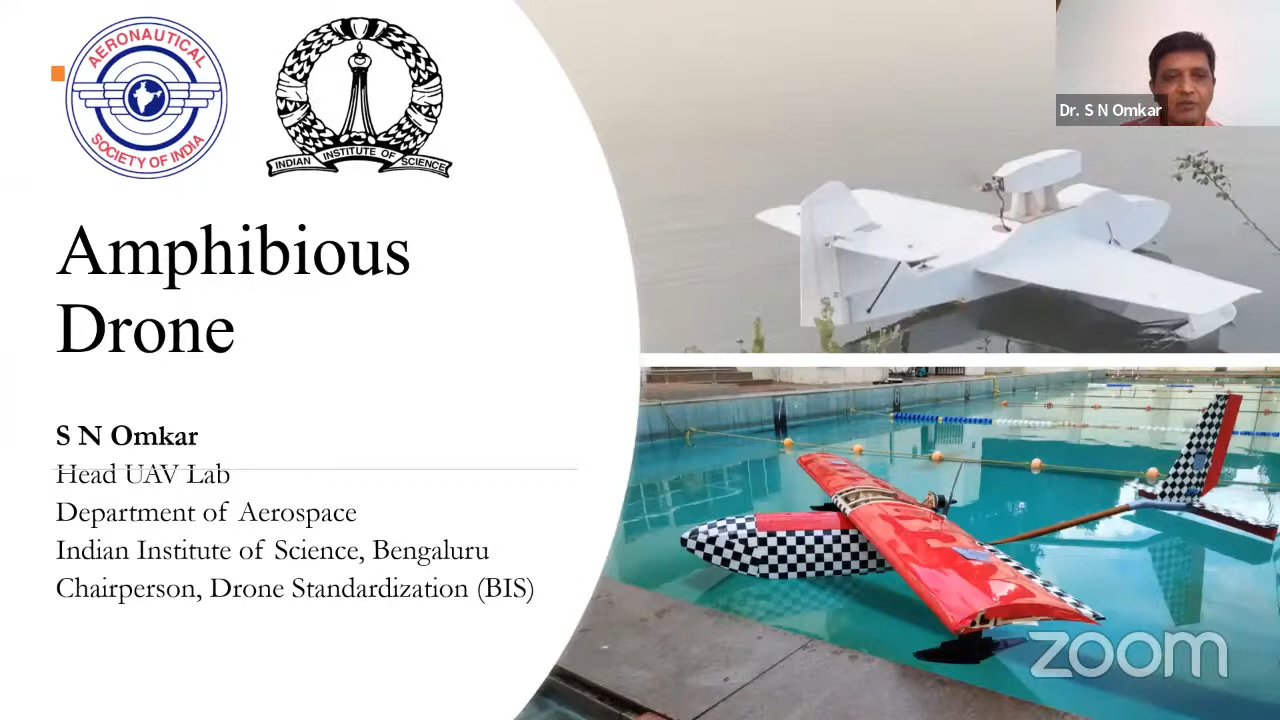 AERONAUTICAL
SOCIETY OF INDIA
INDIAN INSTITUTE OF SCIENCE
Amphibious
Drone
S N Omkar
Head UAV Lab
Department of Aerospace
Indian Institute of Science, Bengaluru
Chairperson, Drone Standardization (BIS)
Dr. S N Omkar
zoom